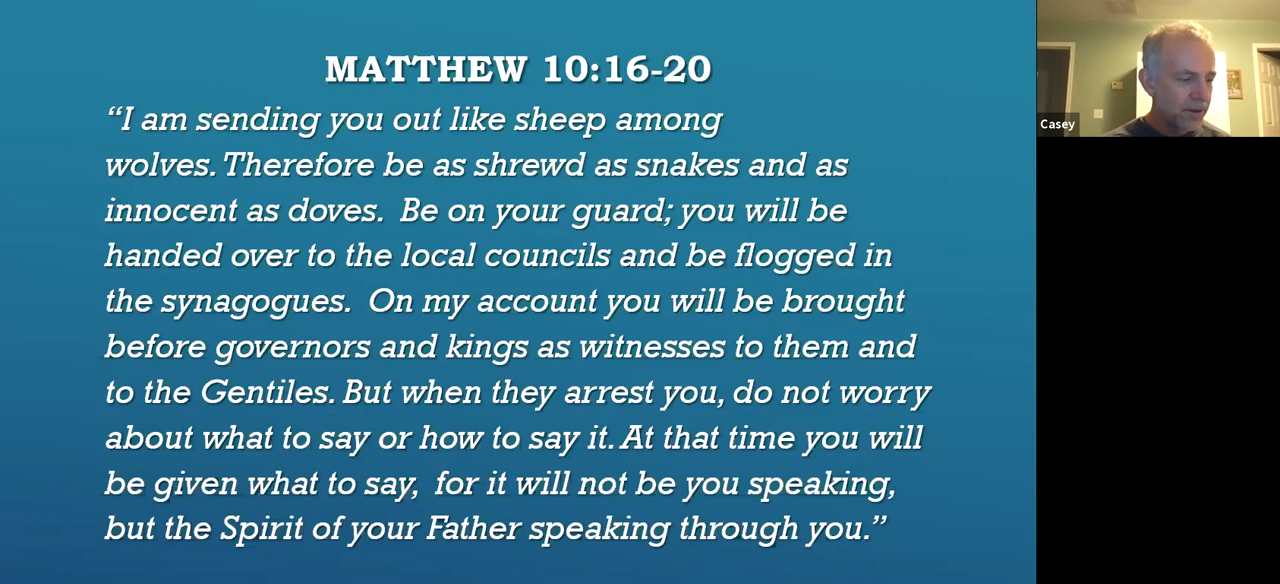 MATTHEW 10:16-20
“I am sending you out like sheep among
wolves. Therefore be as shrewd as snakes and as
innocent as doves.  Be on your guard; you will be
handed over to the local councils and be flogged in
the synagogues.  On my account you will be brought
before governors and kings as witnesses to them and
to the Gentiles. But when they arrest you, do not worry
about what to say or how to say it. At that time you will
be given what to say,  for it will not be you speaking,
but the Spirit of your Father speaking through you.”
Casey